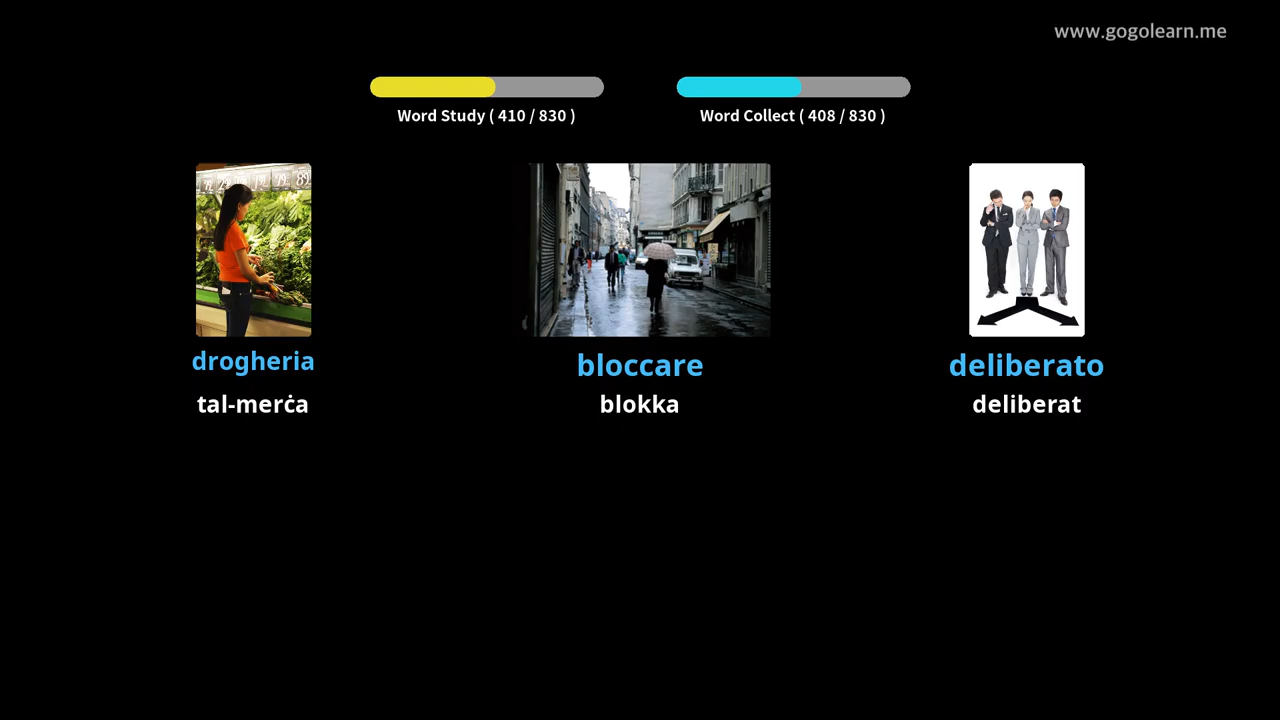 www.gogolearn.me
Word Study ( 410 / 830 )
Word Collect ( 408 / 830 )
drogheria
bloccare
deliberato
tal-merċa
blokka
deliberat